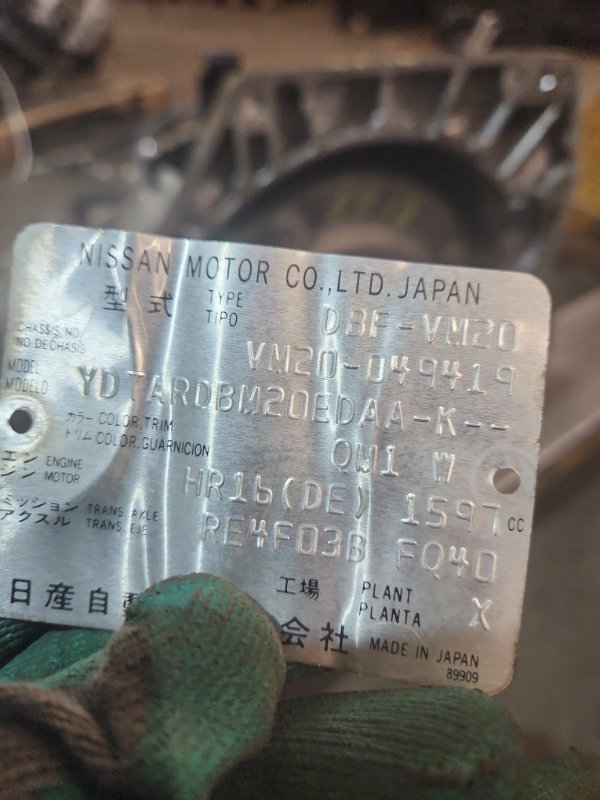 NISSAN MOTOR CO.,LTD. JAPAN
型式 TYPE TIPO DBF-VM20
CHASSIS NO. NO.DE CHASIS VM20-049419
MODEL MODELO YDTARDBM20EDAA-K--
カラー COLOR,TRIM
トリム COLOR,GUARNICION QM1 W
エンジン ENGINE MOTOR HR16(DE) 1597 cc
ミッション TRANS. AXLE
アクスル TRANS. EJE RE4F03B FQ40
日産自 会社 工場 PLANT PLANTA X
MADE IN JAPAN
89909